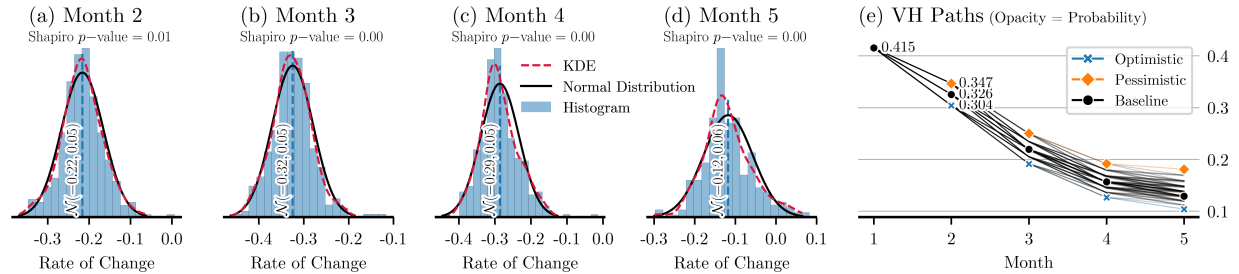 (a) Month 2
Shapiro p−value = 0.01
N(−0.22, 0.05)
-0.3 -0.2 -0.1 0.0
Rate of Change
(b) Month 3
Shapiro p−value = 0.00
N(−0.32, 0.05)
-0.4 -0.3 -0.2 -0.1
Rate of Change
(c) Month 4
Shapiro p−value = 0.00
KDE
Normal Distribution
Histogram
N(−0.29, 0.05)
-0.4 -0.3 -0.2 -0.1 0.0
Rate of Change
(d) Month 5
Shapiro p−value = 0.00
N(−0.12, 0.06)
-0.3 -0.2 -0.1 0.0 0.1
Rate of Change
(e) VH Paths (Opacity = Probability)
0.415
0.347
0.326
0.304
Optimistic
Pessimistic
Baseline
0.4
0.3
0.2
0.1
1 2 3 4 5
Month